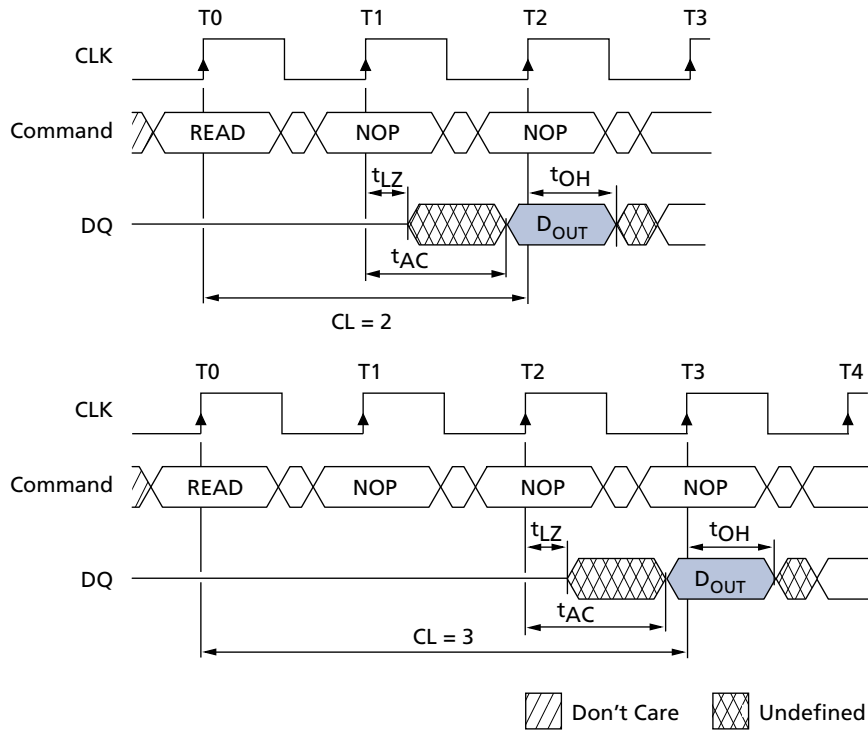 T0 T1 T2 T3
CLK
Command READ NOP NOP
tLZ tOH
DQ DOUT
tAC
CL = 2
T0 T1 T2 T3 T4
CLK
Command READ NOP NOP NOP
tLZ tOH
DQ DOUT
tAC
CL = 3
Don't Care Undefined